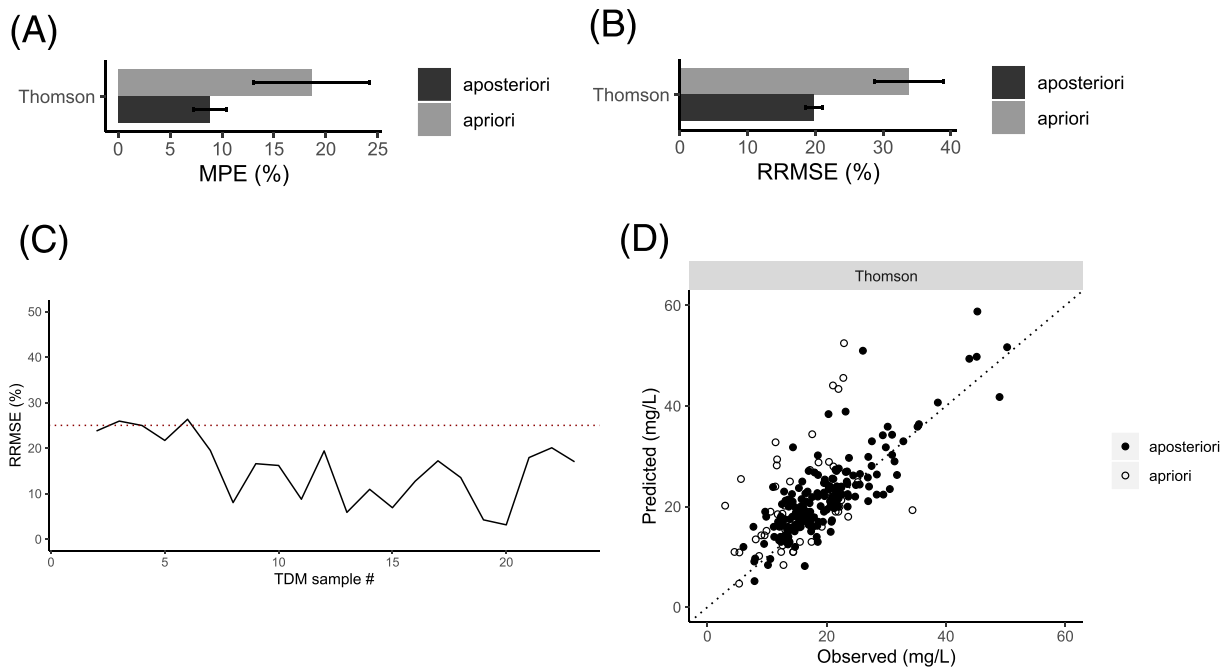 (A)
Thomson
0 5 10 15 20 25
MPE (%)
aposteriori
apriori
(B)
Thomson
0 10 20 30 40
RRMSE (%)
aposteriori
apriori
(C)
RRMSE (%)
50
40
30
20
10
0
0 5 10 15 20
TDM sample #
(D)
Thomson
Predicted (mg/L)
60
40
20
0
0 20 40 60
Observed (mg/L)
aposteriori
apriori